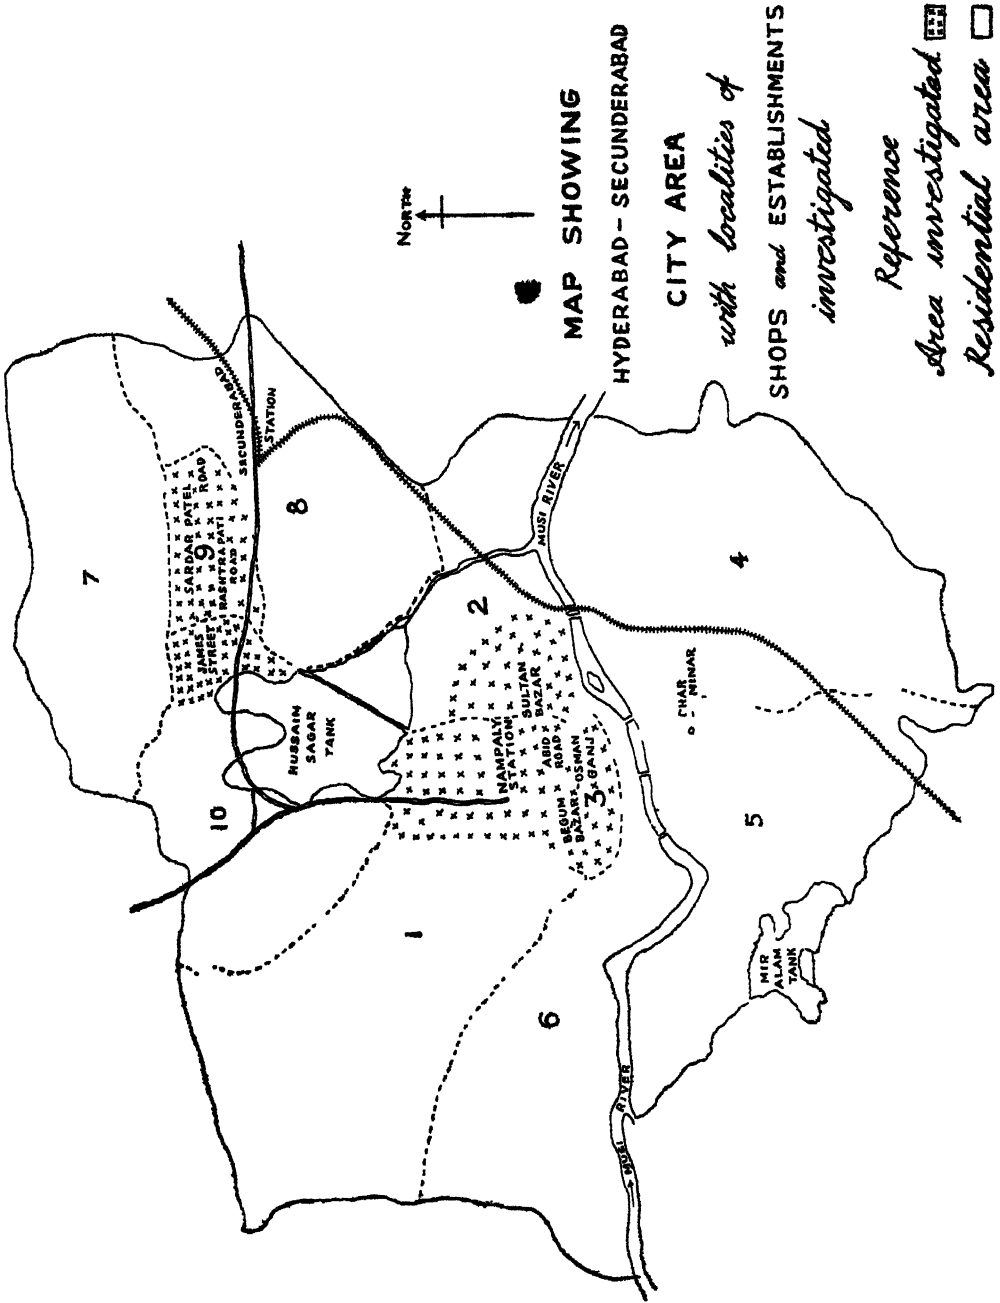 NORTH
MAP SHOWING
HYDERABAD – SECUNDERABAD
CITY AREA
with localities of
SHOPS and ESTABLISHMENTS
investigated
Reference
Area investigated
Residential area
7
SARDAR PATEL
ROAD
9
JAMES
STREET
RASHTRAPATI
ROAD
SECUNDERABAD
STATION
8
10
HUSSAIN
SAGAR
TANK
2
NAMPALY
STATION
SULTAN
BAZAR
ABID
ROAD
OSMAN
GANJ
BEGUM
BAZAR
3
1
6
MUSI RIVER
MUSI RIVER
4
CHAR
MINAR
5
MIR
ALAM
TANK